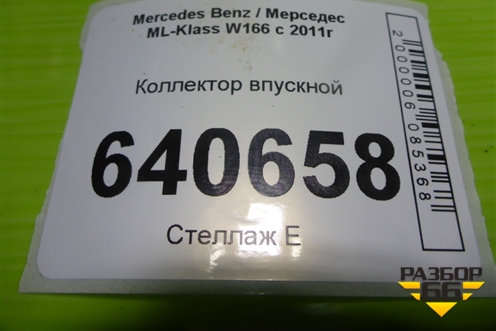 Mercedes Benz / Мерседес
ML-Klass W166 с 2011г
Коллектор впускной
640658
Стеллаж Е
2000006085368
РАЗБОР
66